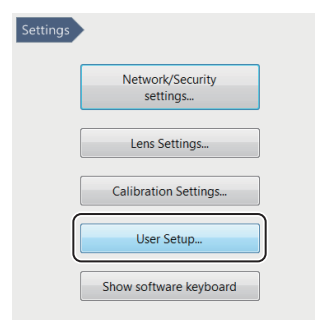 Settings
Network/Security
settings...
Lens Settings...
Calibration Settings...
User Setup...
Show software keyboard